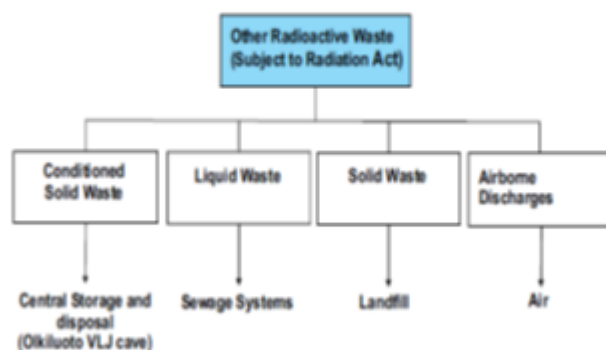 Other Radioactive Waste
(Subject to Radiation Act)
Conditioned
Solid Waste
Liquid Waste
Solid Waste
Airborne
Discharges
Central Storage and
disposal
(Olkiluoto VLJ cave)
Sewage Systems
Landfill
Air